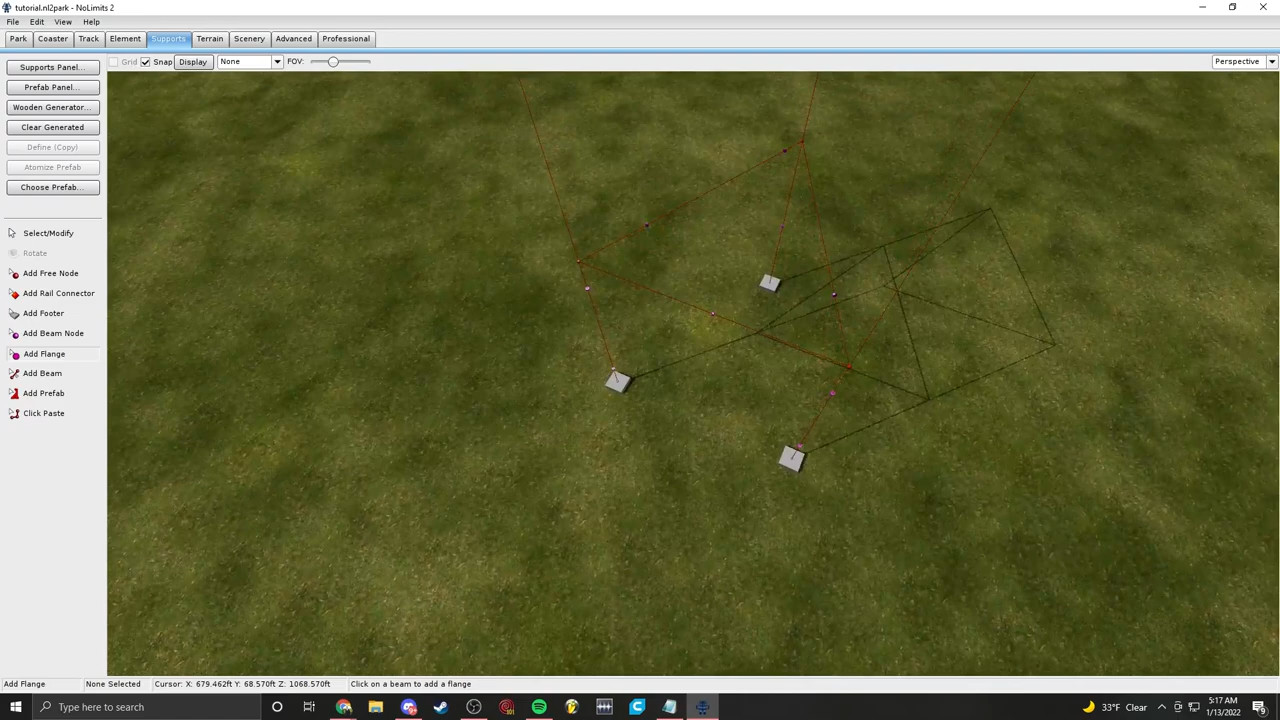 tutorial.nl2park - NoLimits 2
File Edit View Help
Park Coaster Track Element Supports Terrain Scenery Advanced Professional
Grid Snap Display None FOV: Perspective
Supports Panel...
Prefab Panel...
Wooden Generator...
Clear Generated
Define (Copy)
Atomize Prefab
Choose Prefab...
Select/Modify
Rotate
Add Free Node
Add Rail Connector
Add Footer
Add Beam Node
Add Flange
Add Beam
Add Prefab
Click Paste
Add Flange None Selected Cursor: X: 679.462ft Y: 68.570ft Z: 1068.570ft Click on a beam to add a flange
Type here to search 33°F Clear 5:17 AM
1/13/2022